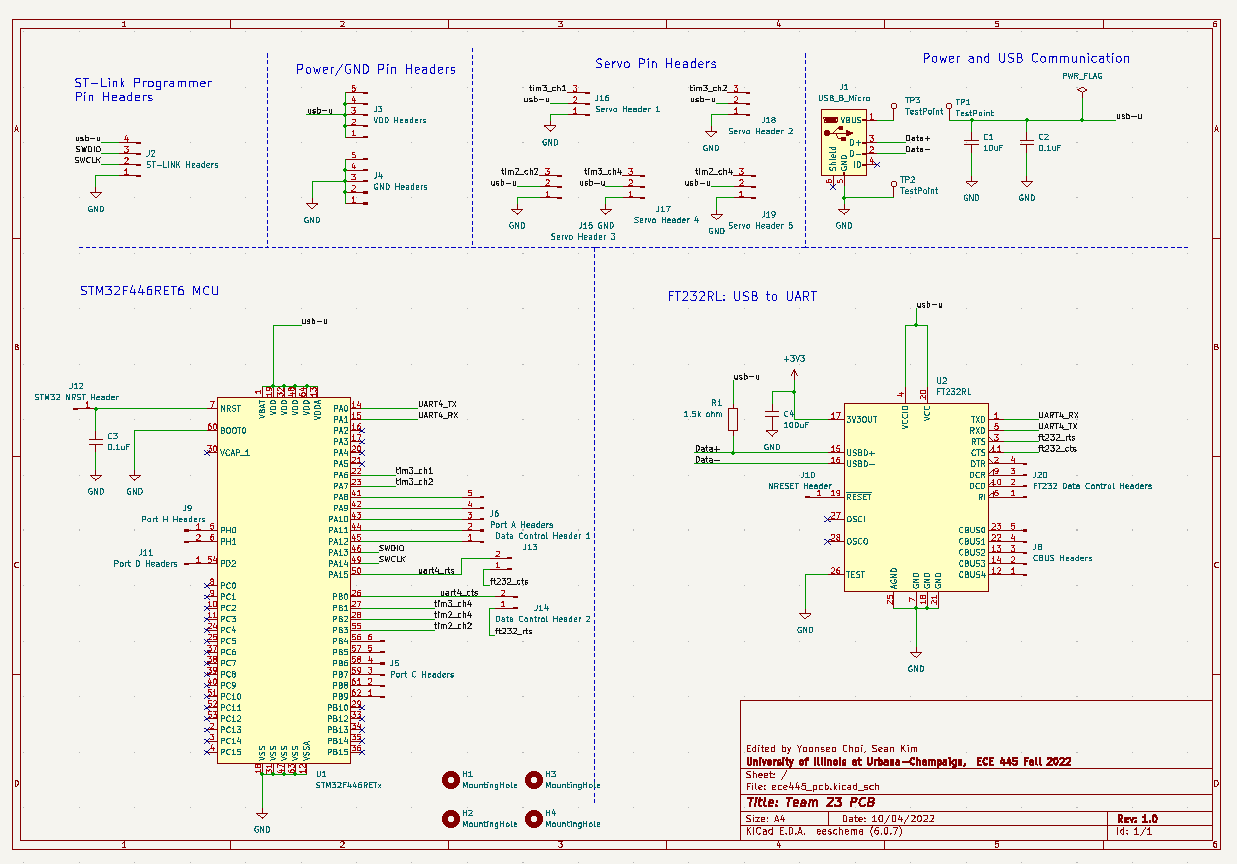 1 2 3 4 5 6
A
B
C
D
ST-Link Programmer
Pin Headers
usb-u 4
SWDIO 3
SWCLK 2
1
J2
ST-LINK Headers
GND
Power/GND Pin Headers
5
4
usb-u 3
2
1
J3
VDD Headers
5
4
3
2
1
J4
GND Headers
GND
Servo Pin Headers
tim3_ch1 3
usb-u 2
1
J16
Servo Header 1
GND
tim3_ch2 3
usb-u 2
1
J18
Servo Header 2
GND
tim2_ch2 3
usb-u 2
1
GND
J15
Servo Header 3
tim3_ch4 3
usb-u 2
1
GND
J17
Servo Header 4
tim2_ch4 3
usb-u 2
1
GND
J19
Servo Header 5
Power and USB Communication
PWR_FLAG
J1
USB_B_Micro
VBUS 1
D+ 3
D- 2
ID 4
Shield
GND
6 5
Data+
Data-
TP3
TestPoint
TP1
TestPoint
TP2
TestPoint
usb-u
C1
10uF
C2
0.1uF
GND
GND
GND
STM32F446RET6 MCU
usb-u
J12
STM32 NRST Header
1
C3
0.1uF
GND
GND
1 19 32 48 64 13
VBAT VDD VDD VDD VDD VDDA
7 NRST
60 BOOT0
30 VCAP_1
J9
Port H Headers
1 5 PH0
2 6 PH1
J11
Port D Headers
1 54 PD2
8 PC0
9 PC1
10 PC2
11 PC3
24 PC4
25 PC5
37 PC6
38 PC7
39 PC8
40 PC9
51 PC10
52 PC11
53 PC12
2 PC13
3 PC14
4 PC15
PA0 14 UART4_TX
PA1 15 UART4_RX
PA2 16
PA3 17
PA4 20
PA5 21
PA6 22 tim3_ch1
PA7 23 tim3_ch2
PA8 41 5
PA9 42 4
PA10 43 3
PA11 44 2
PA12 45 1
PA13 46 SWDIO
PA14 49 SWCLK
PA15 50 uart4_rts
J6
Port A Headers
Data Control Header 1
J13
2
1
ft232_cts
PB0 26 uart4_cts 2
PB1 27 tim3_ch4 1
PB2 28 tim2_ch4
PB3 55 tim2_ch2
J14
Data Control Header 2
ft232_rts
PB4 56 6
PB5 57 5
PB6 58 4
PB7 59 3
PB8 61 2
PB9 62 1
J5
Port C Headers
PB10 29
PB12 33
PB13 34
PB14 35
PB15 36
VSS VSS VSS VSS VSSA
18 31 47 63 12
U1
STM32F446RETx
GND
H1
MountingHole
H3
MountingHole
H2
MountingHole
H4
MountingHole
FT232RL: USB to UART
usb-u
+3V3
usb-u
R1
1.5k ohm
C4
100uF
GND
Data+
Data-
4 20
VCCIO VCC
U2
FT232RL
17 3V3OUT
15 USBD+
16 USBD-
J10
NRESET Header
1 19 RESET
27 OSCI
28 OSCO
26 TEST
GND
TXD 1 UART4_RX
RXD 5 UART4_TX
RTS 3 ft232_rts
CTS 11 ft232_cts
DTR 2 4
DCR 9 3
DCD 10 2
RI 6 1
J20
FT232 Data Control Headers
CBUS0 23 5
CBUS1 22 4
CBUS2 13 3
CBUS3 14 2
CBUS4 12 1
J8
CBUS Headers
AGND GND GND GND
25 7 18 21
GND
Edited by Yoonseo Choi, Sean Kim
University of Illinois at Urbana-Champaign, ECE 445 Fall 2022
Sheet: /
File: ece445_pcb.kicad_sch
Title: Team 23 PCB
Size: A4 Date: 10/04/2022 Rev: 1.0
KiCad E.D.A. eeschema (6.0.7) Id: 1/1
A
B
C
D
1 2 3 4 5 6